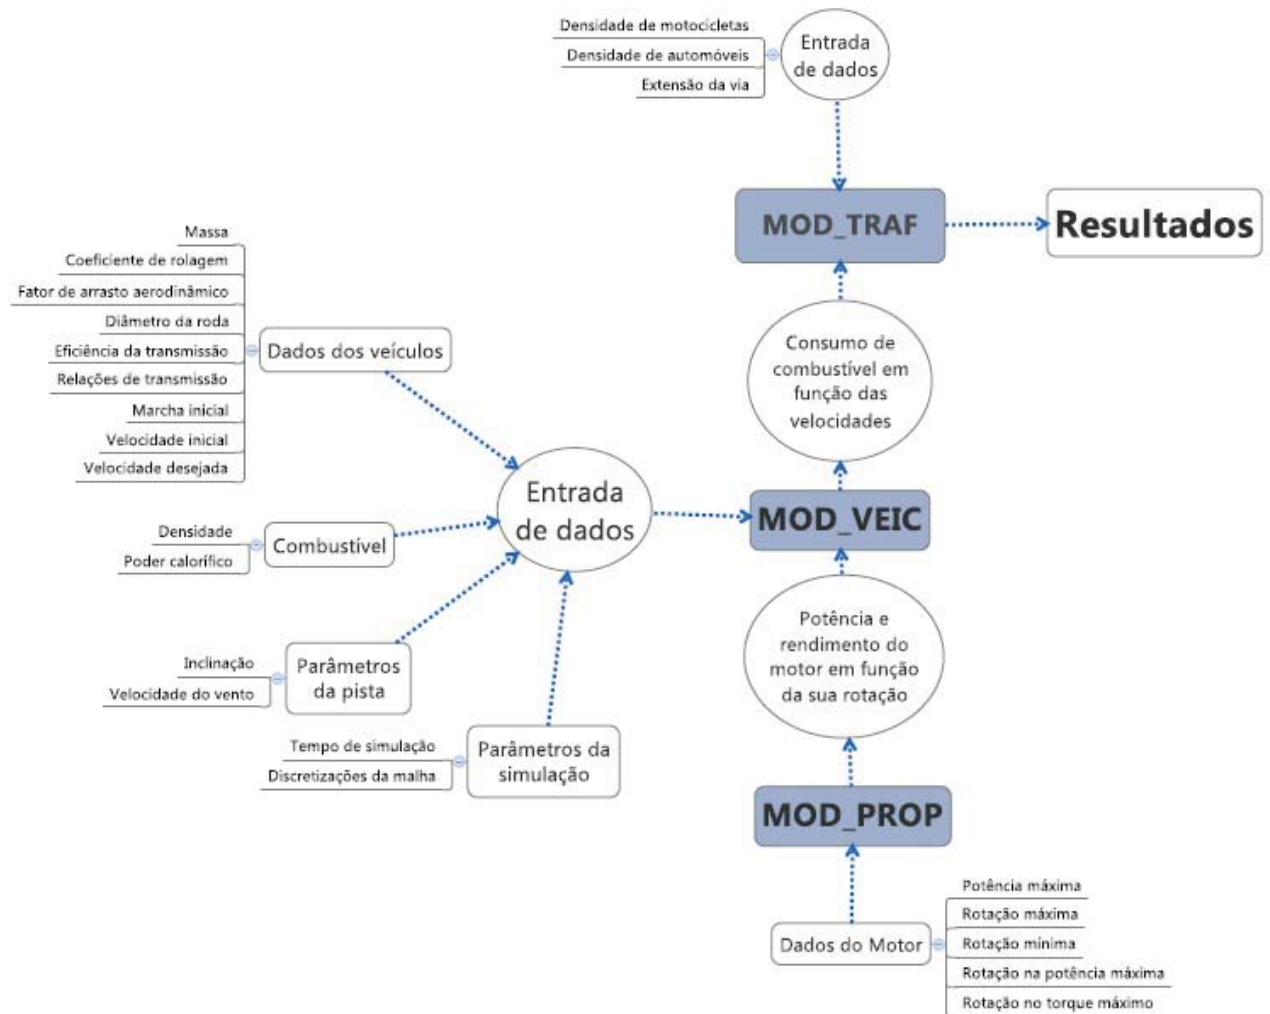 Densidade de motocicletas
Densidade de automóveis
Extensão da via
Entrada
de dados
MOD_TRAF
Resultados
Massa
Coeficiente de rolagem
Fator de arrasto aerodinâmico
Diâmetro da roda
Eficiência da transmissão
Relações de transmissão
Marcha inicial
Velocidade inicial
Velocidade desejada
Dados dos veículos
Consumo de
combustível em
função das
velocidades
Densidade
Poder calorífico
Combustível
Entrada
de dados
MOD_VEIC
Inclinação
Velocidade do vento
Parâmetros
da pista
Potência e
rendimento do
motor em função
da sua rotação
Tempo de simulação
Discretizações da malha
Parâmetros da
simulação
MOD_PROP
Dados do Motor
Potência máxima
Rotação máxima
Rotação mínima
Rotação na potência máxima
Rotação no torque máximo